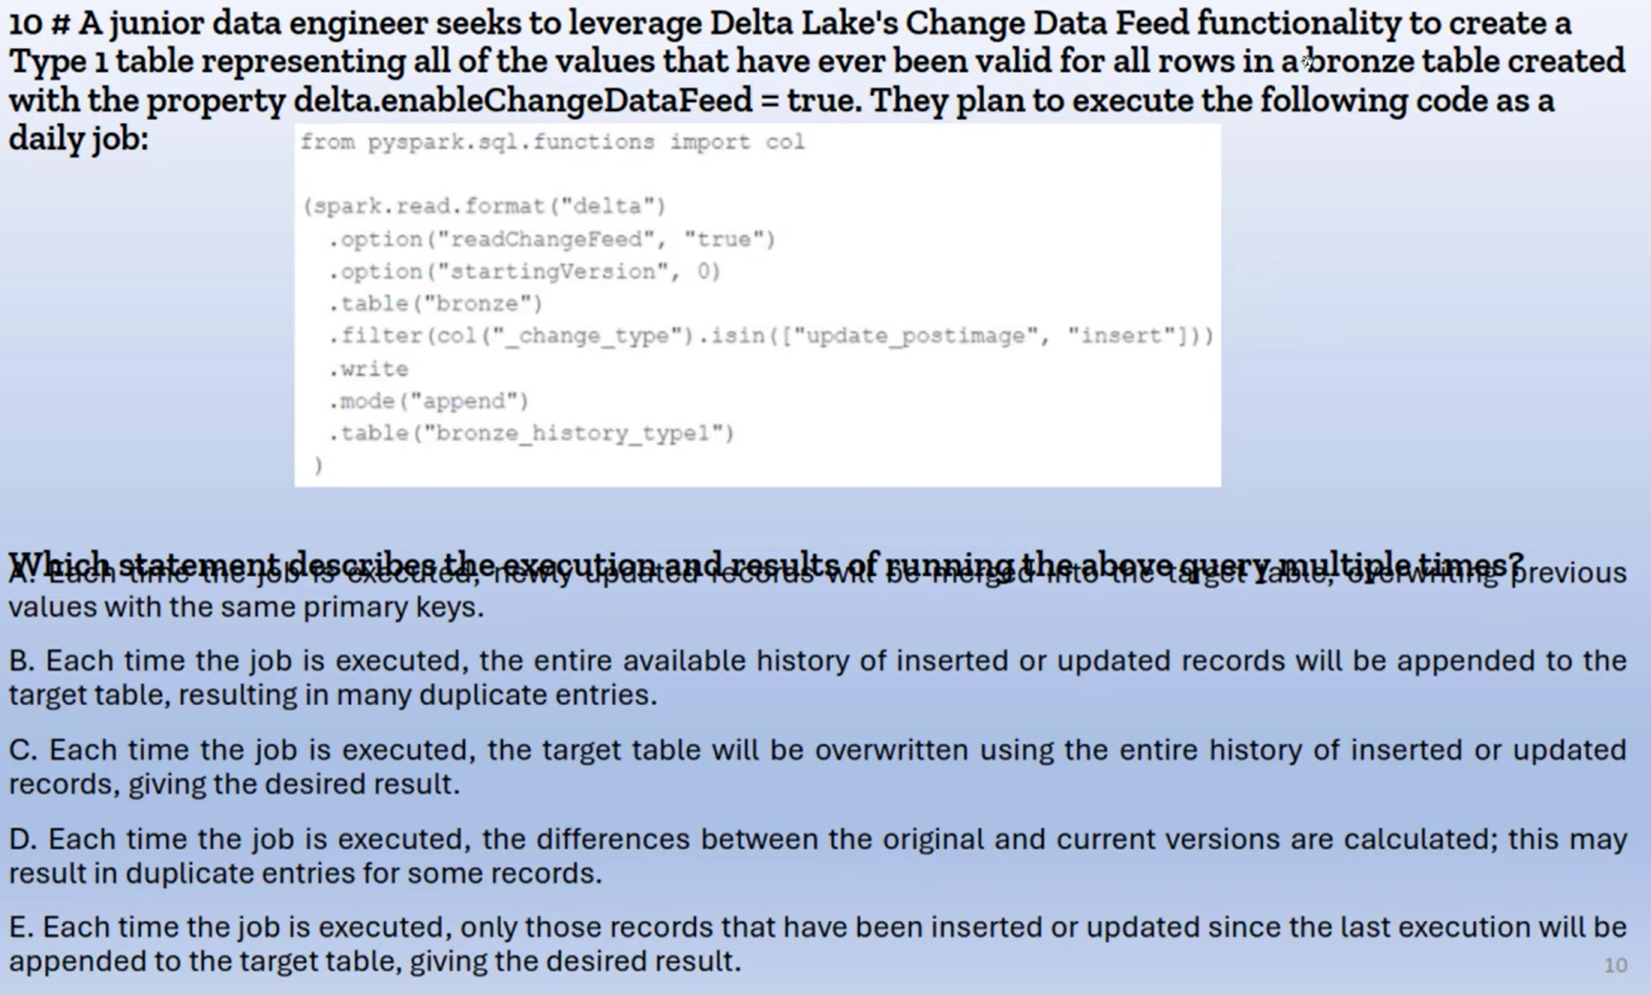 10 # A junior data engineer seeks to leverage Delta Lake's Change Data Feed functionality to create a
Type 1 table representing all of the values that have ever been valid for all rows in a bronze table created
with the property delta.enableChangeDataFeed = true. They plan to execute the following code as a
daily job:
from pyspark.sql.functions import col
(spark.read.format("delta")
.option("readChangeFeed", "true")
.option("startingVersion", 0)
.table("bronze")
.filter(col("_change_type").isin(["update_postimage", "insert"]))
.write
.mode("append")
.table("bronze_history_type1")
)
Which statement describes the execution and results of running the above query multiple times?
A. Each time the job is executed, newly updated records will be merged into the target table, overwriting previous
values with the same primary keys.
B. Each time the job is executed, the entire available history of inserted or updated records will be appended to the
target table, resulting in many duplicate entries.
C. Each time the job is executed, the target table will be overwritten using the entire history of inserted or updated
records, giving the desired result.
D. Each time the job is executed, the differences between the original and current versions are calculated; this may
result in duplicate entries for some records.
E. Each time the job is executed, only those records that have been inserted or updated since the last execution will be
appended to the target table, giving the desired result.
10